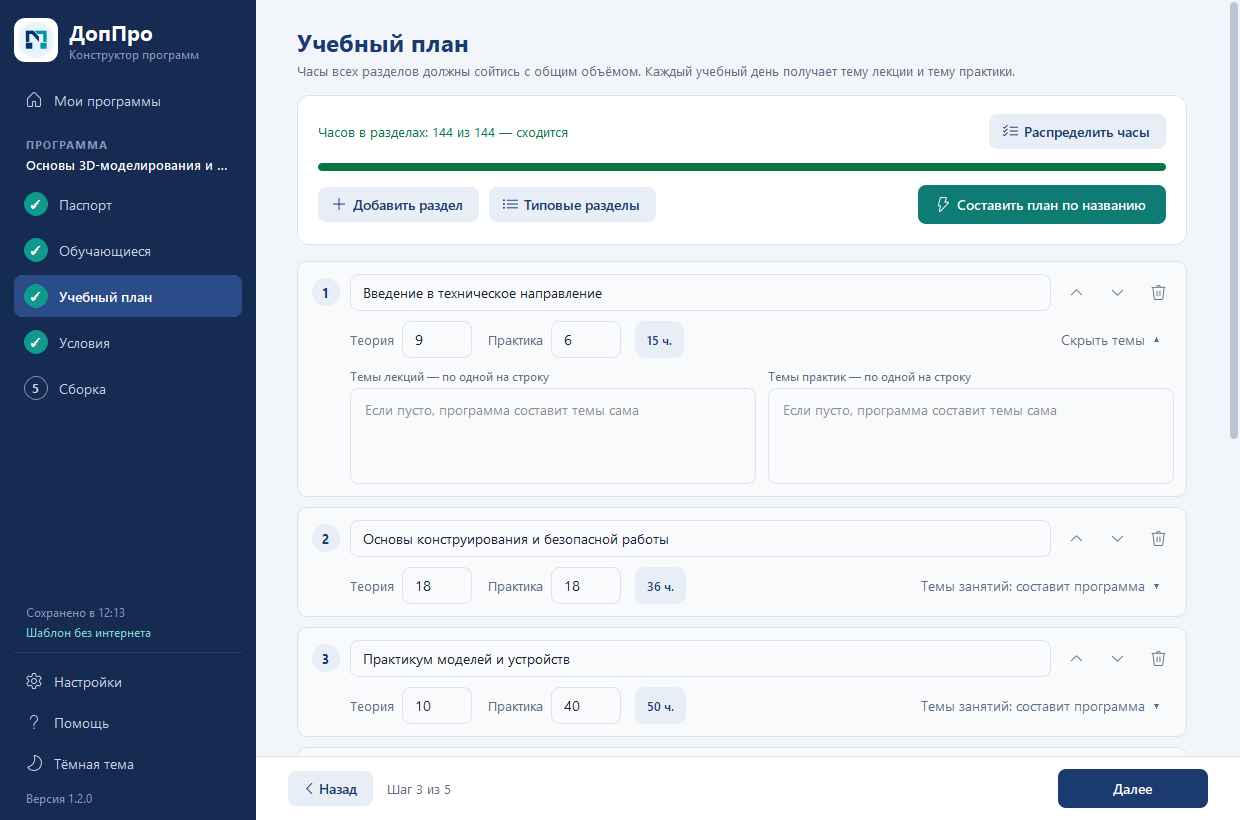 ДопПро
Конструктор программ
Мои программы
ПРОГРАММА
Основы 3D-моделирования и ...
Паспорт
Обучающиеся
Учебный план
Условия
5 Сборка
Сохранено в 12:13
Шаблон без интернета
Настройки
? Помощь
Тёмная тема
Версия 1.2.0
Учебный план
Часы всех разделов должны сойтись с общим объёмом. Каждый учебный день получает тему лекции и тему практики.
Часов в разделах: 144 из 144 — сходится
Распределить часы
Добавить раздел
Типовые разделы
Составить план по названию
1 Введение в техническое направление
Теория 9 Практика 6 15 ч. Скрыть темы
Темы лекций — по одной на строку
Если пусто, программа составит темы сама
Темы практик — по одной на строку
Если пусто, программа составит темы сама
2 Основы конструирования и безопасной работы
Теория 18 Практика 18 36 ч. Темы занятий: составит программа
3 Практикум моделей и устройств
Теория 10 Практика 40 50 ч. Темы занятий: составит программа
Назад Шаг 3 из 5 Далее